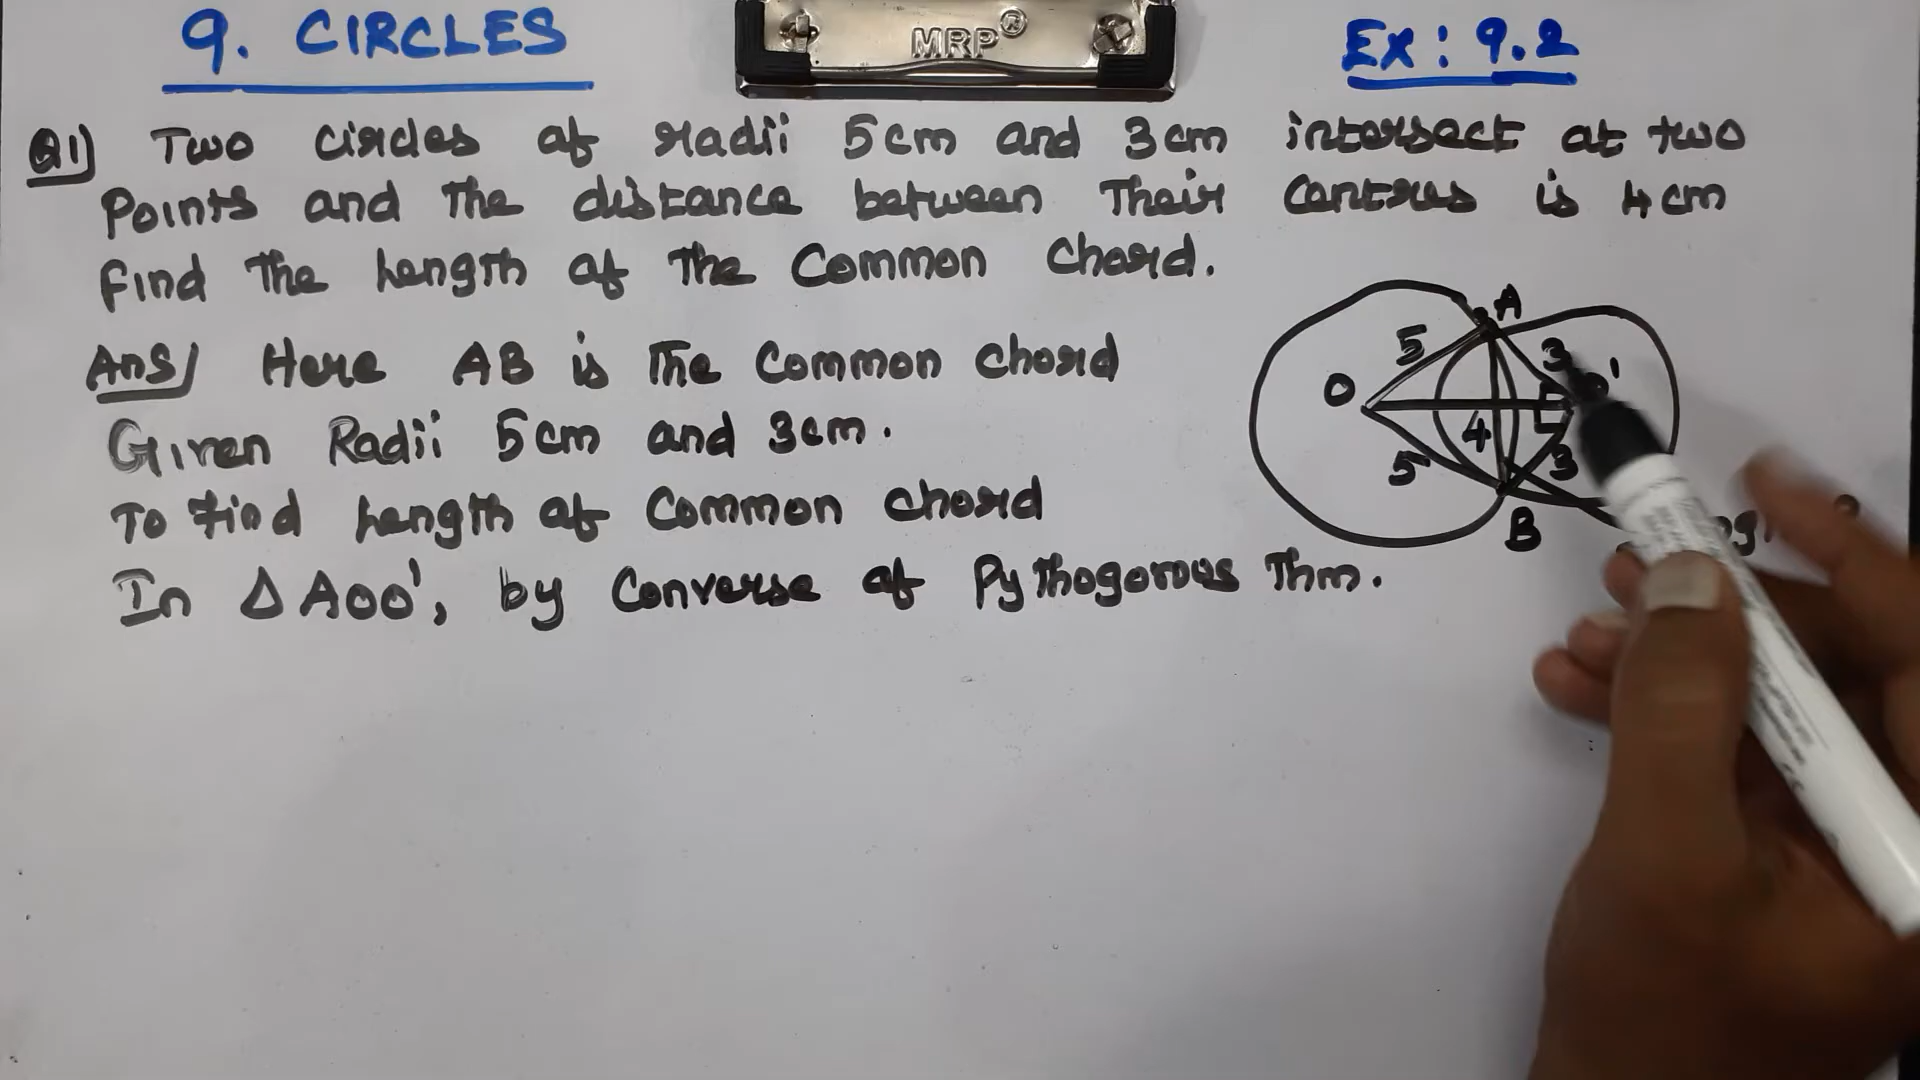 9. CIRCLES
MRP®
Ex: 9.2
Q1) Two circles of radii 5cm and 3cm intersect at two
Points and the distance between Their Centres is 4cm
Find the Length of the Common Chord.
Ans/ Here AB is the Common Chord
Given Radii 5cm and 3cm.
To find Length of Common Chord
In ΔAOO', by Converse of Pythogorous Thm.
A
5
3
O
O'
4
5
3
B